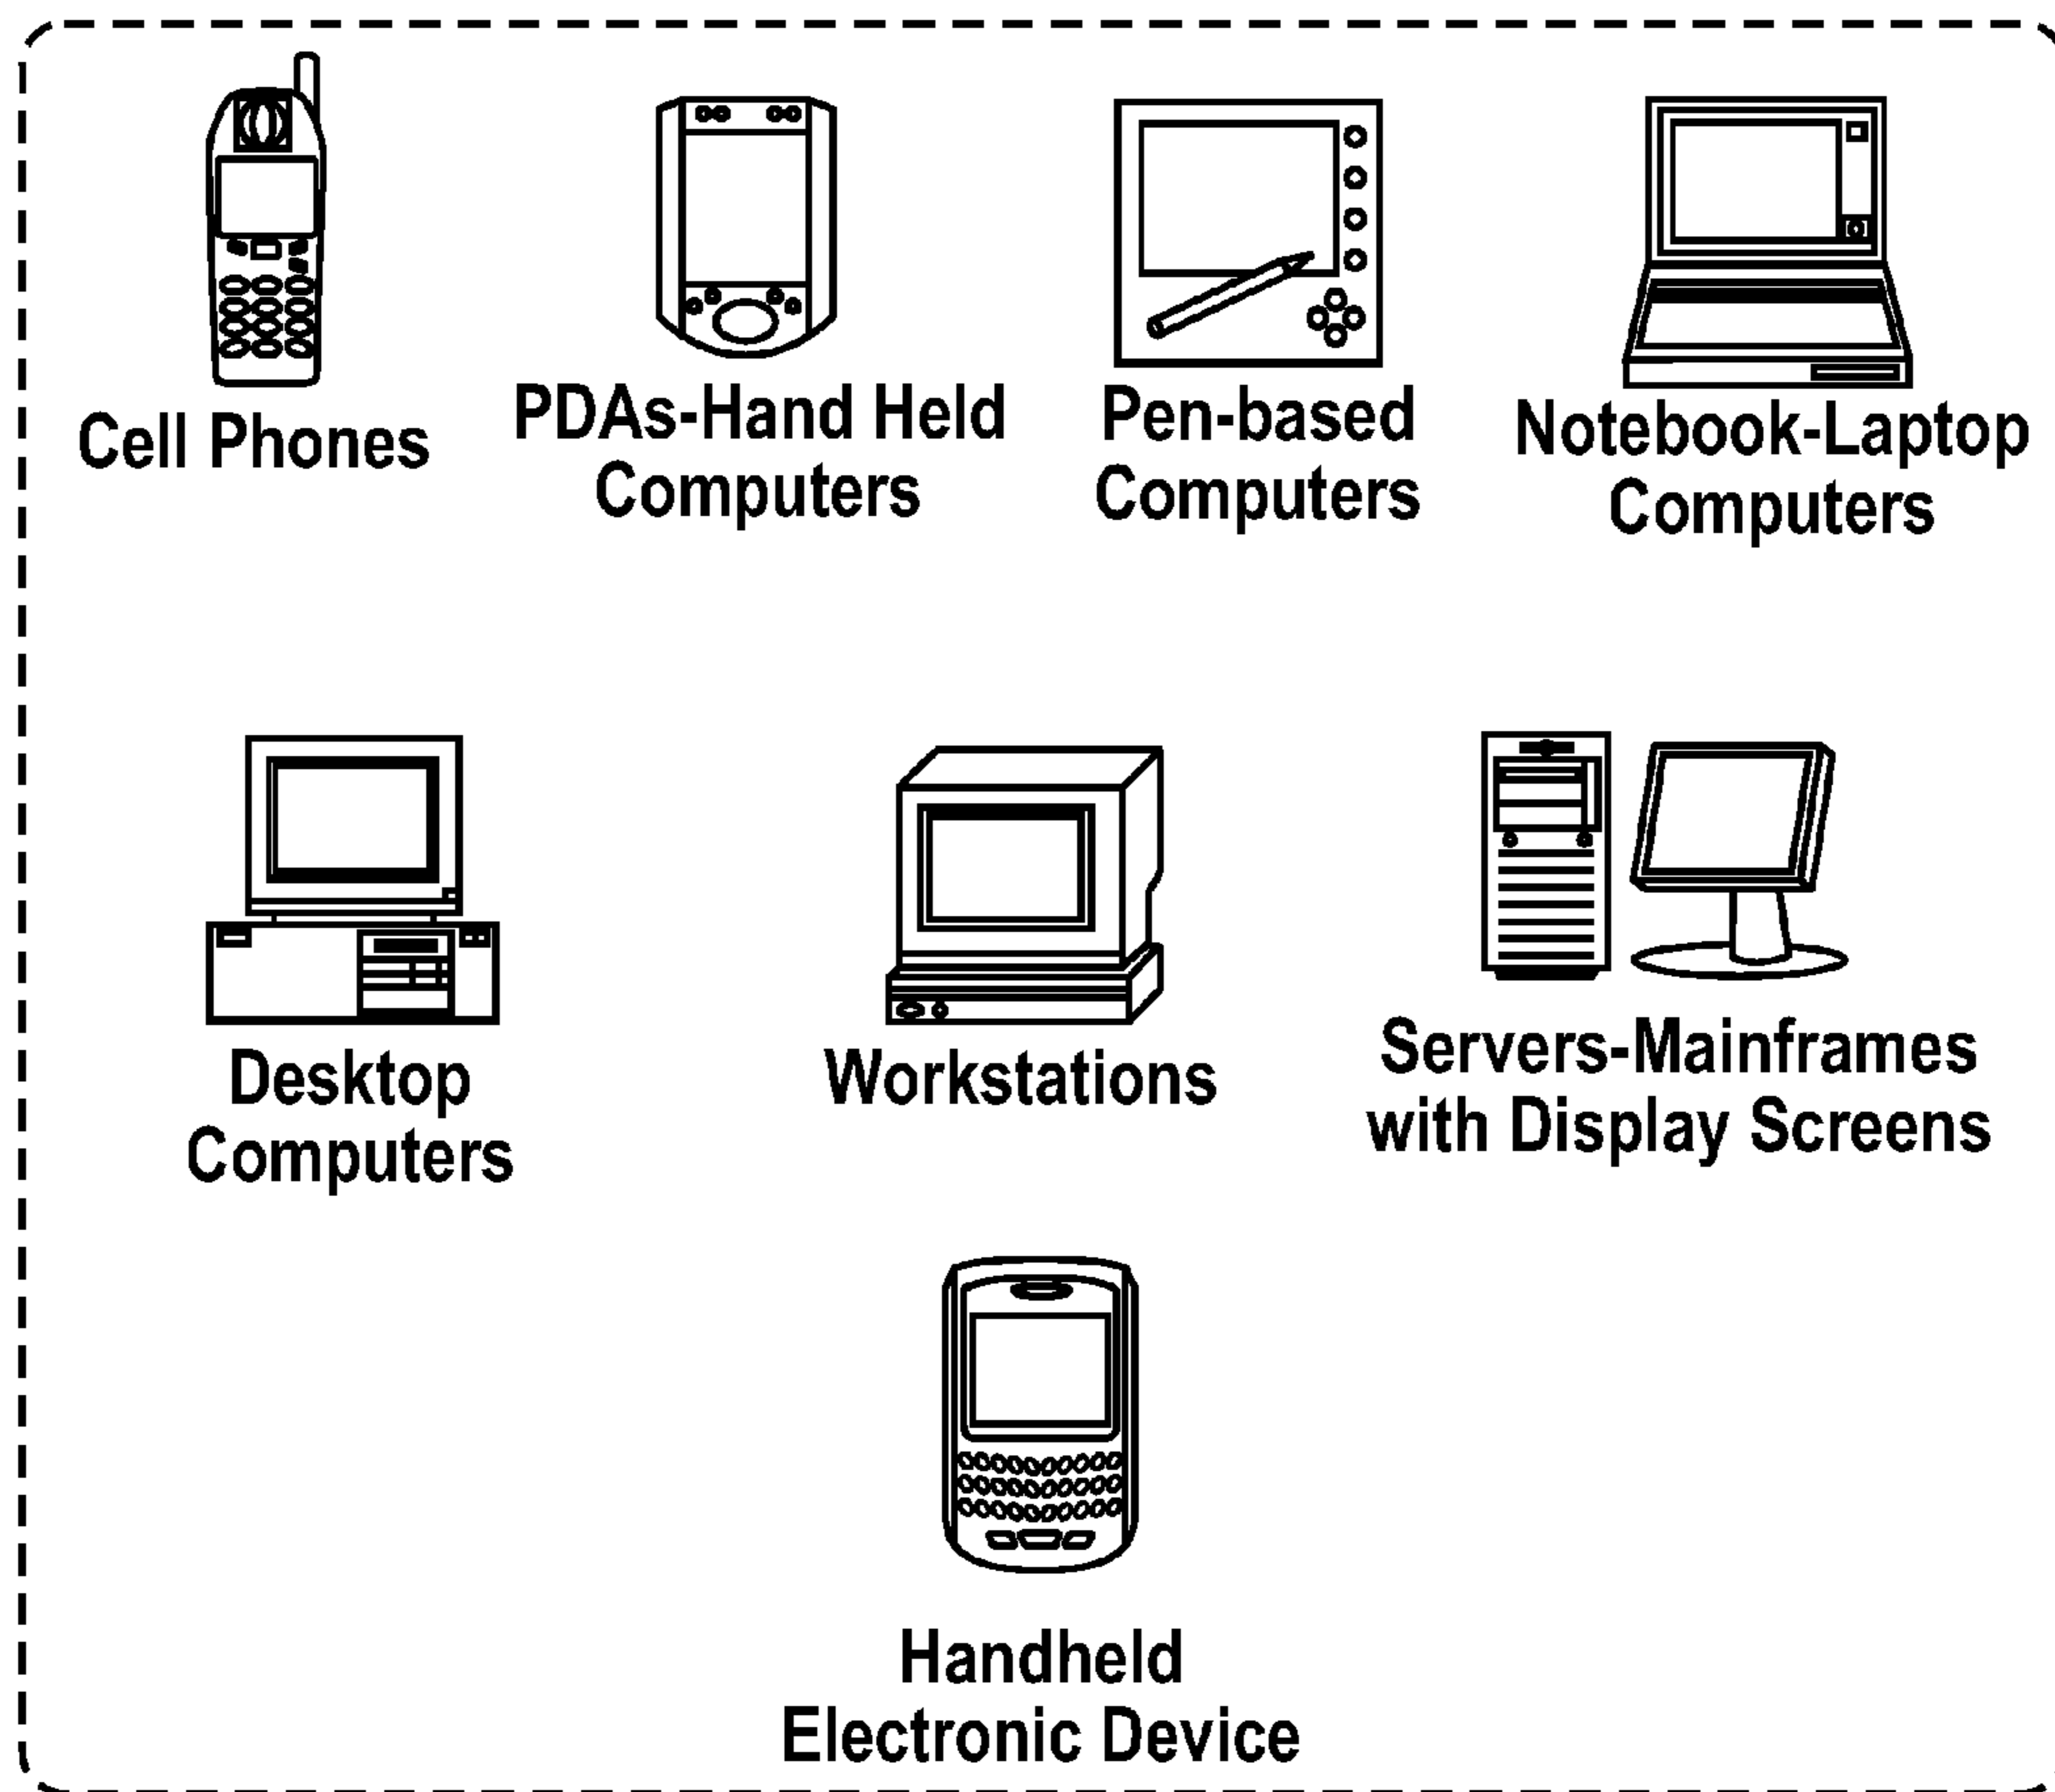 Cell Phones
PDAs-Hand Held
Computers
Pen-based
Computers
Notebook-Laptop
Computers
Desktop
Computers
Workstations
Servers-Mainframes
with Display Screens
Handheld
Electronic Device